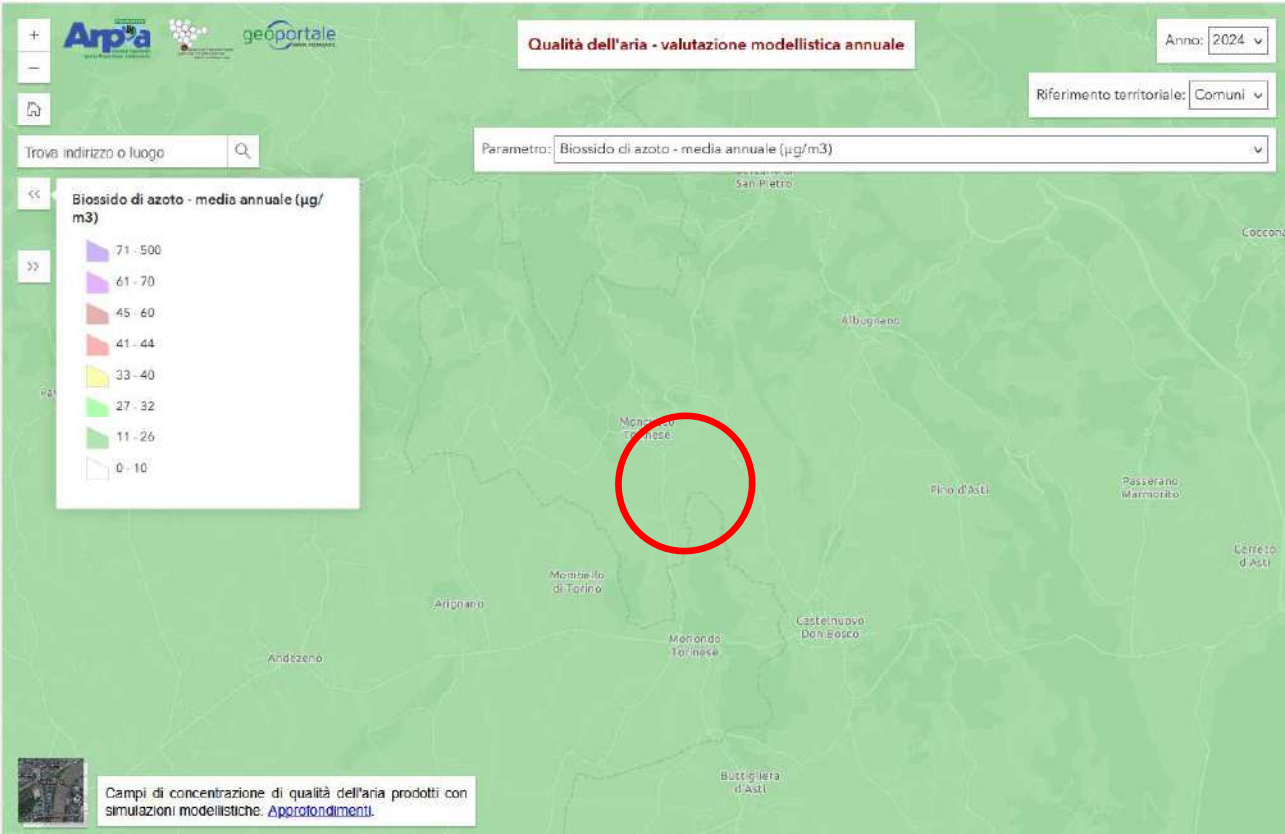 +
Arpa
geoportale
Qualità dell'aria - valutazione modellistica annuale
Anno: 2024
−
Riferimento territoriale: Comuni
Trova indirizzo o luogo
Parametro: Biossido di azoto - media annuale (µg/m3)
San Pietro
<<
Biossido di azoto - media annuale (µg/
m3)
71 - 500
>>
61 - 70
45 - 60
41 - 44
33 - 40
27 - 32
11 - 26
0 - 10
Albugnano
Pino d'Asti
Passerano
Marmorito
Cerreto
d'Asti
Mombello
di Torino
Arignano
Castelnuovo
Don Bosco
Moriondo
Torinese
Andezeno
Buttigliera
d'Asti
Campi di concentrazione di qualità dell'aria prodotti con
simulazioni modellistiche. Approfondimenti.